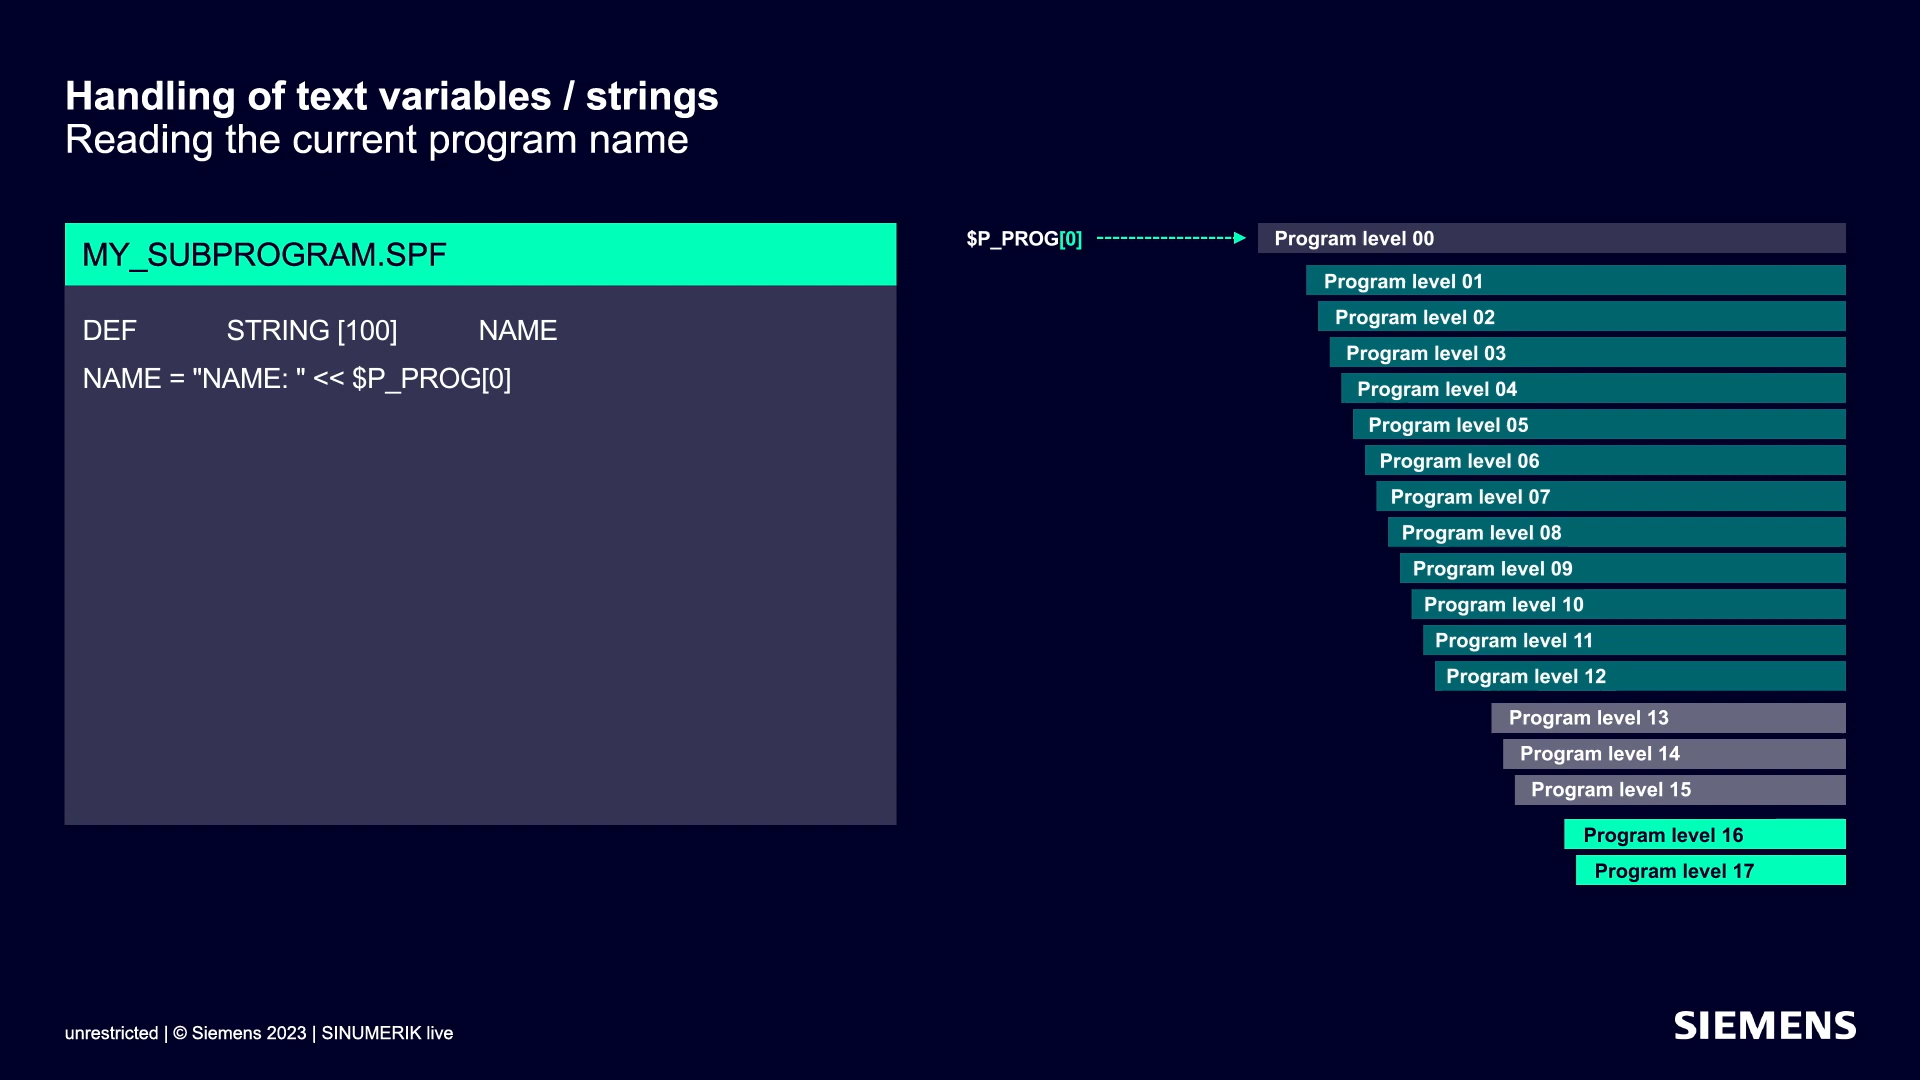 Handling of text variables / strings
Reading the current program name
MY_SUBPROGRAM.SPF
DEF STRING [100] NAME
NAME = "NAME: " << $P_PROG[0]
$P_PROG[0]
Program level 00
Program level 01
Program level 02
Program level 03
Program level 04
Program level 05
Program level 06
Program level 07
Program level 08
Program level 09
Program level 10
Program level 11
Program level 12
Program level 13
Program level 14
Program level 15
Program level 16
Program level 17
unrestricted | © Siemens 2023 | SINUMERIK live
SIEMENS